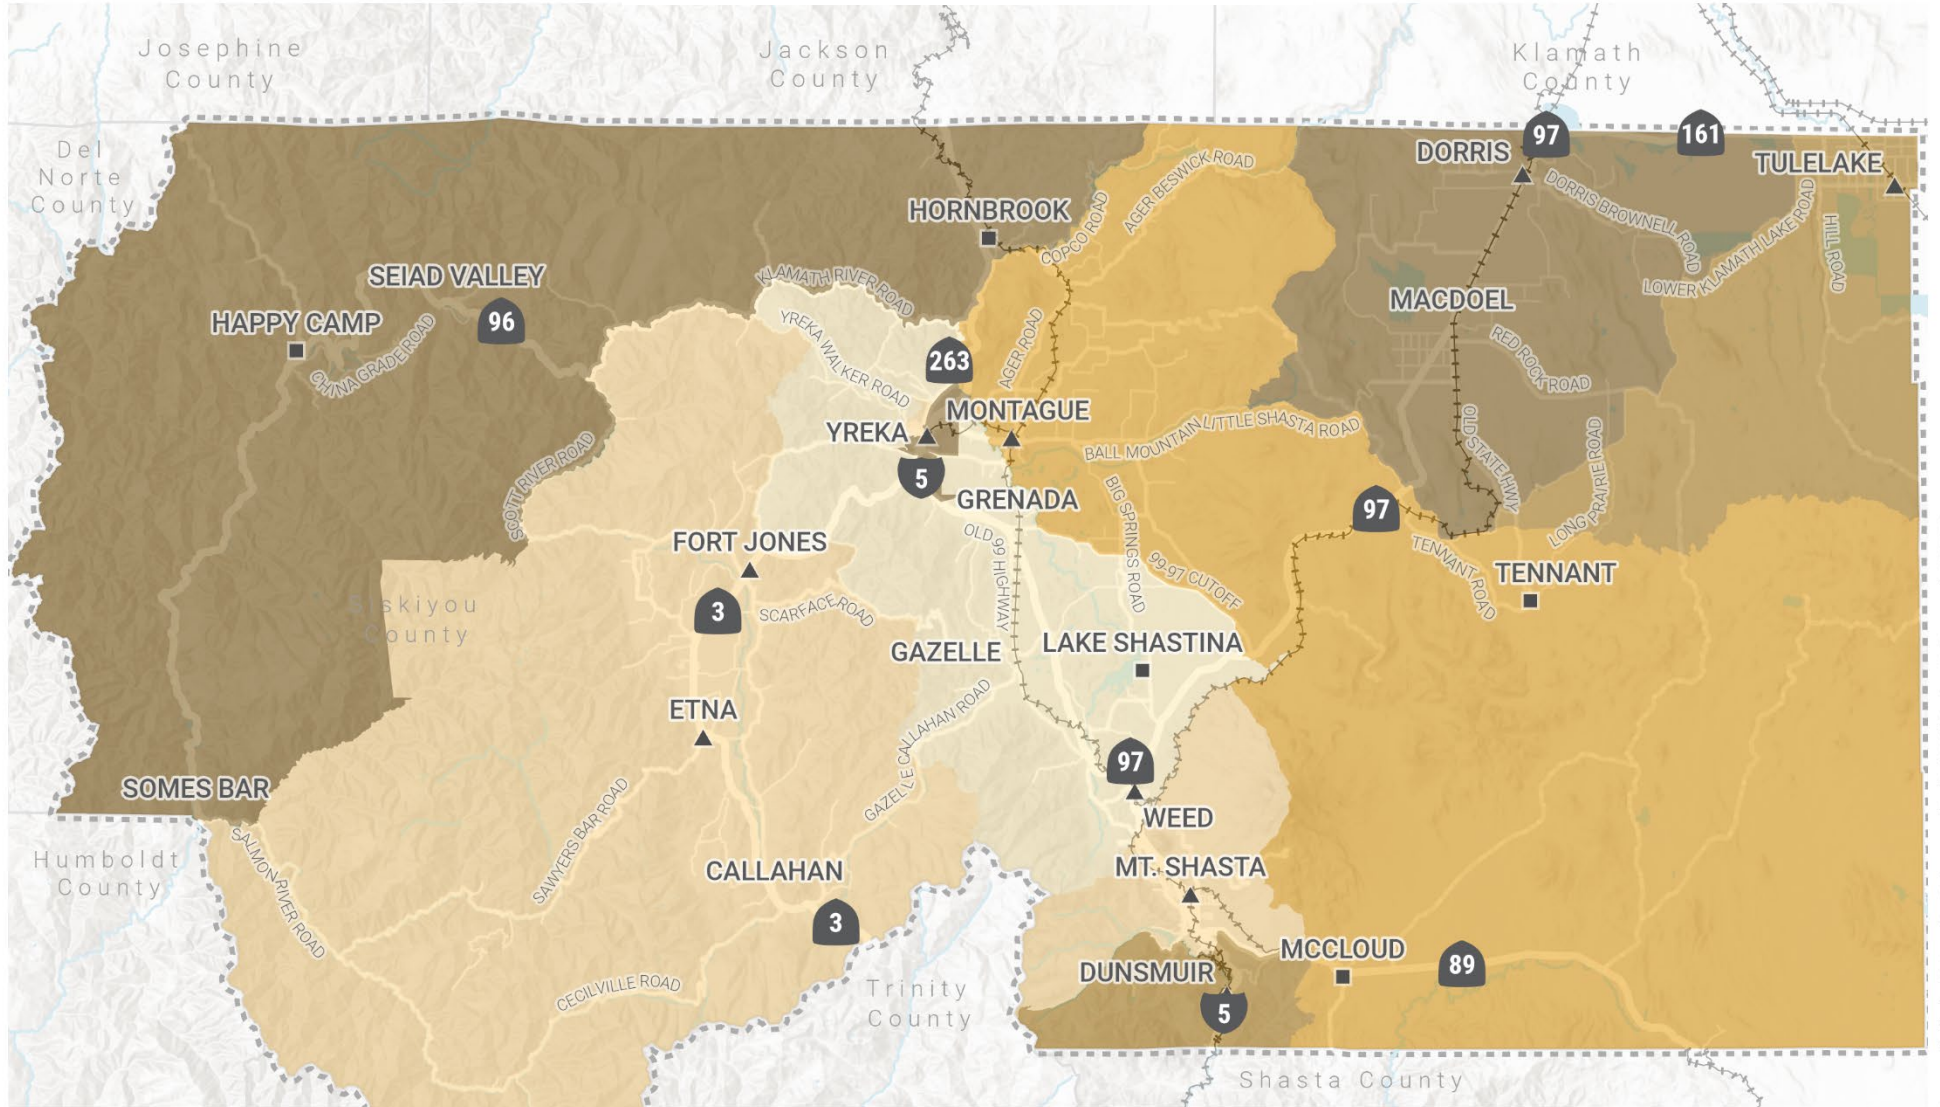 Josephine
County
Jackson
County
Klamath
County
Del
Norte
County
97
161
DORRIS
TULELAKE
AGER BESWICK ROAD
DORRIS BROWNELL ROAD
HORNBROOK
COPCO ROAD
LOWER KLAMATH LAKE ROAD
HILL ROAD
SEIAD VALLEY
KLAMATH RIVER ROAD
MACDOEL
HAPPY CAMP
96
YREKA WALKER ROAD
CHINA GRADE ROAD
263
AGER ROAD
RED ROCK ROAD
MONTAGUE
YREKA
BALL MOUNTAIN LITTLE SHASTA ROAD
OLD STATE HWY
LONG PRAIRIE ROAD
SCOTT RIVER ROAD
5
GRENADA
BIG SPRINGS ROAD
97
OLD 99 HIGHWAY
FORT JONES
99-97 CUTOFF
TENNANT ROAD
TENNANT
Siskiyou
County
3
SCARFACE ROAD
GAZELLE
LAKE SHASTINA
ETNA
GAZELLE CALLAHAN ROAD
97
SOMES BAR
WEED
SAWYERS BAR ROAD
SALMON RIVER ROAD
Humboldt
County
CALLAHAN
MT. SHASTA
3
MCCLOUD
89
DUNSMUIR
CECILVILLE ROAD
5
Trinity
County
Shasta County